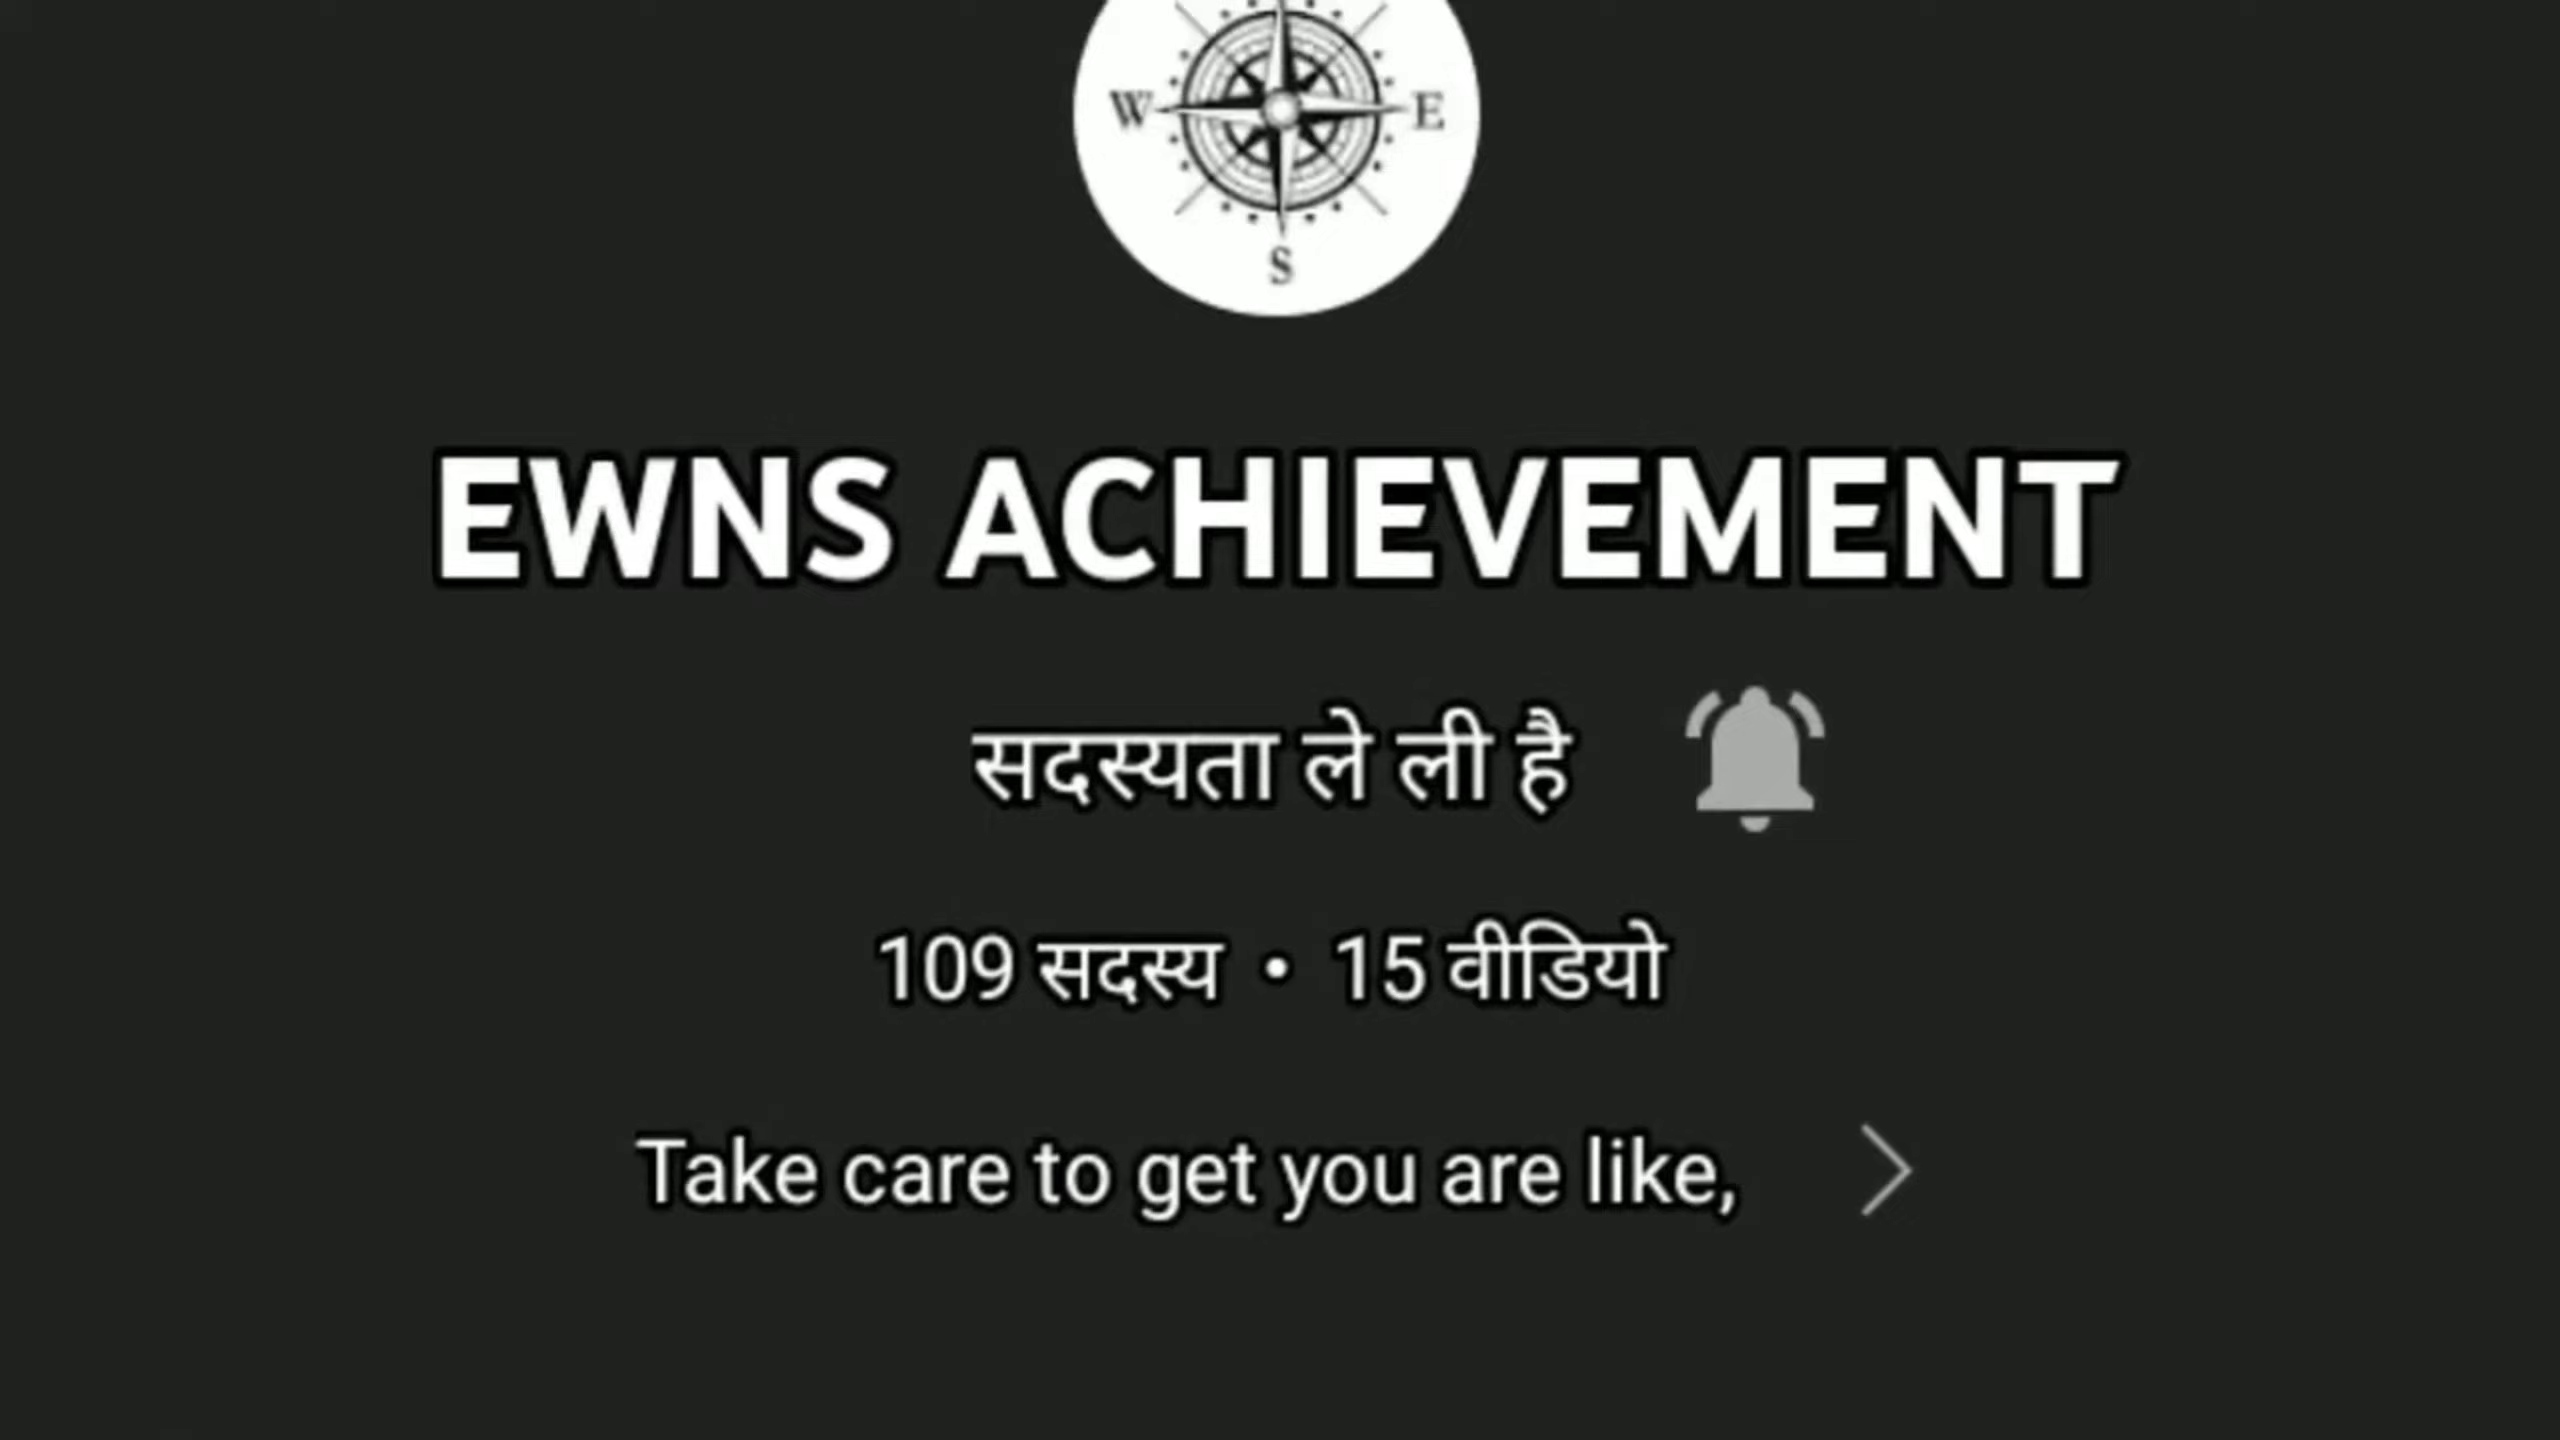 W E
S
EWNS ACHIEVEMENT
सदस्यता ले ली है
109 सदस्य • 15 वीडियो
Take care to get you are like,